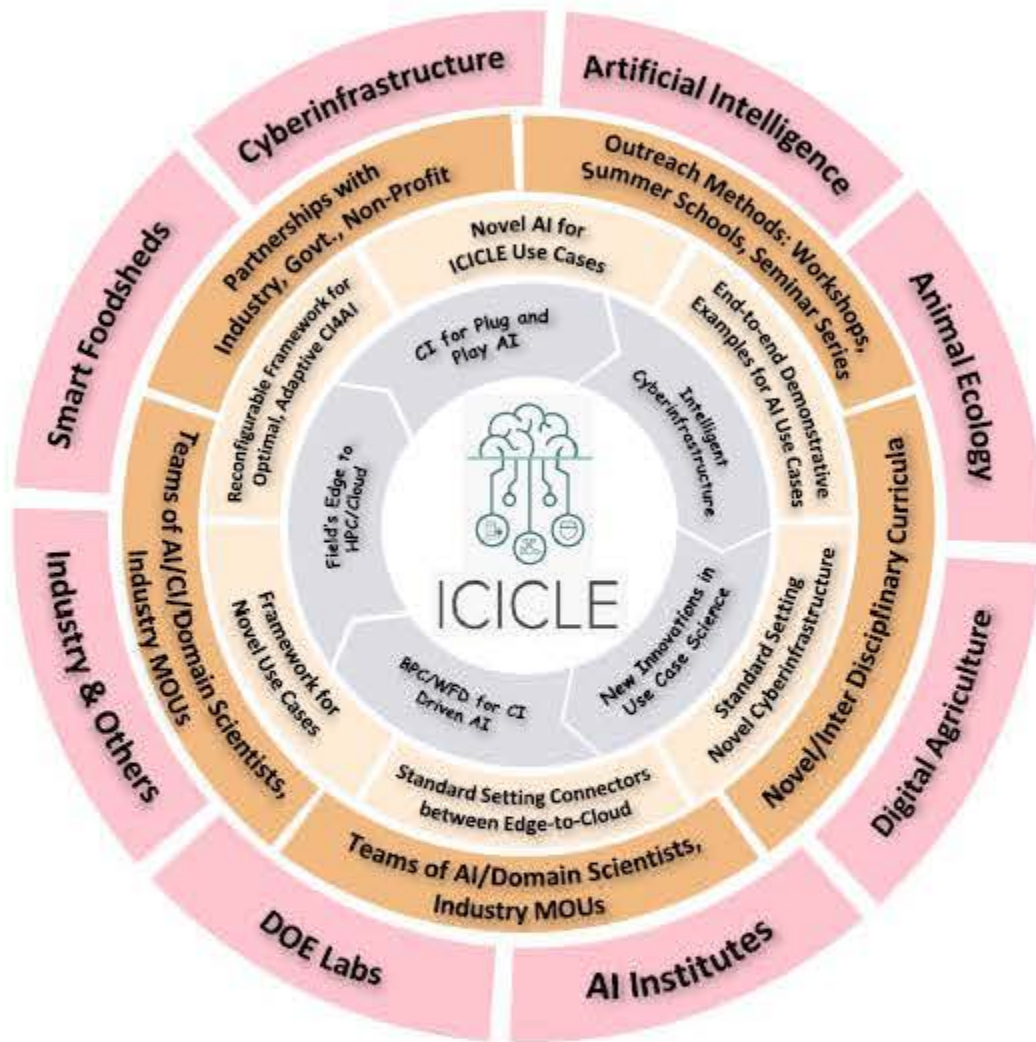 Cyberinfrastructure
Artificial Intelligence
Animal Ecology
Digital Agriculture
AI Institutes
DOE Labs
Industry & Others
Smart Foodsheds
Partnerships with
Industry, Govt., Non-Profit
Outreach Methods: Workshops,
Summer Schools, Seminar Series
Novel/Inter Disciplinary Curricula
Teams of AI/Domain Scientists,
Industry MOUs
Teams of AI/CI/Domain Scientists,
Industry MOUs
Novel AI for
ICICLE Use Cases
End-to-end Demonstrative
Examples for AI Use Cases
Standard Setting
Novel Cyberinfrastructure
Standard Setting Connectors
between Edge-to-Cloud
Framework for
Novel Use Cases
Reconfigurable Framework for
Optimal, Adaptive CI4AI
CI for Plug and
Play AI
Intelligent
Cyberinfrastructure
New Innovations in
Use Case Science
BPC/WFD for CI
Driven AI
Field's Edge to
HPC/Cloud
ICICLE